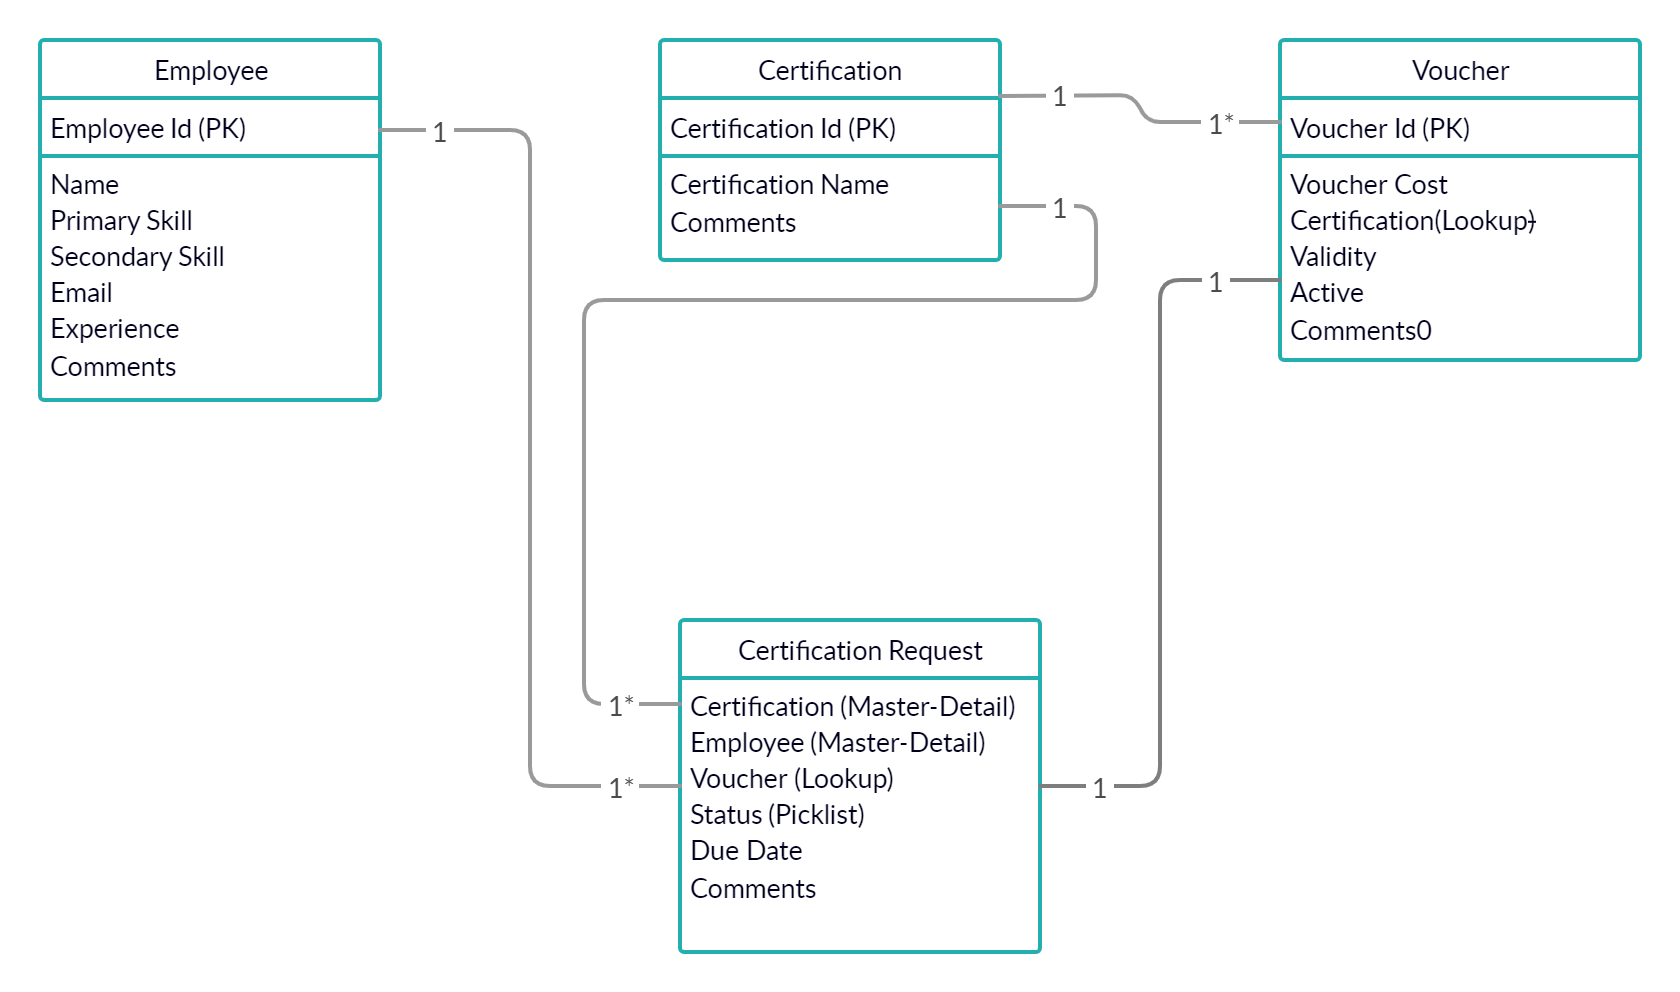 Employee
Employee Id (PK)
Name
Primary Skill
Secondary Skill
Email
Experience
Comments
Certification
Certification Id (PK)
Certification Name
Comments
Voucher
Voucher Id (PK)
Voucher Cost
Certification(Lookup)
Validity
Active
Comments0
1
1
1*
1
1
Certification Request
Certification (Master-Detail)
Employee (Master-Detail)
Voucher (Lookup)
Status (Picklist)
Due Date
Comments
1*
1*
1